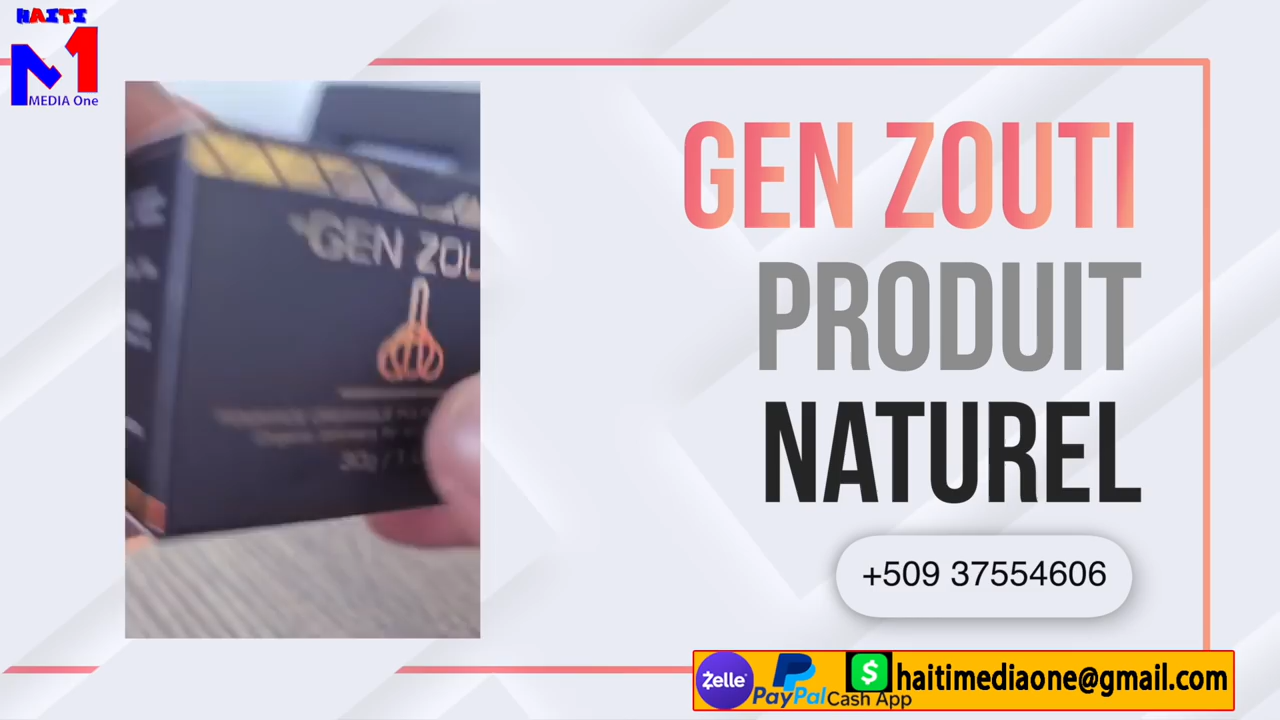 HAITI
M1
MEDIA One
GEN ZOU
GEN ZOUTI
PRODUIT
NATUREL
+509 37554606
Zelle
PayPal
$
Cash App
haitimediaone@gmail.com